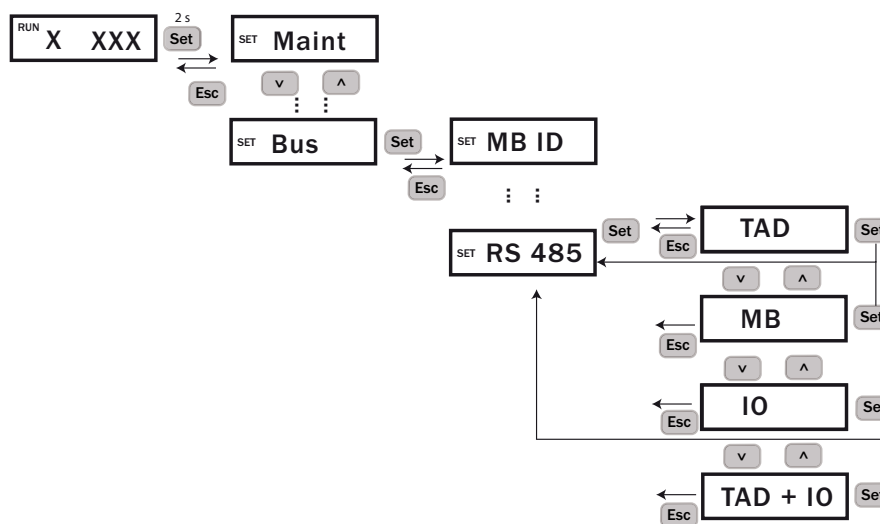 2 s
RUN X XXX Set SET Maint
Esc
v ^
SET Bus Set SET MB ID
Esc
SET RS 485 Set TAD Set
Esc
v ^
MB Set
Esc
v ^
IO Se
Esc
v ^
TAD + IO Set
Esc